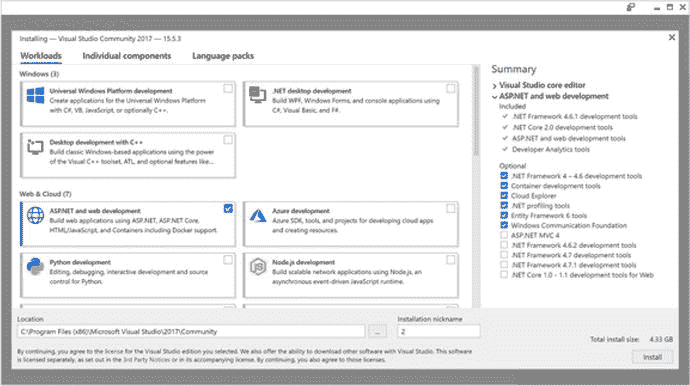 Installing — Visual Studio Community 2017 — 15.5.3
Workloads Individual components Language packs
Windows (3)
Universal Windows Platform development
Create applications for the Universal Windows Platform
with C#, VB, JavaScript, or optionally C++.
.NET desktop development
Build WPF, Windows Forms, and console applications using
C#, Visual Basic, and F#.
Desktop development with C++
Build classic Windows-based applications using the
power of the Visual C++ toolset, ATL, and optional features like...
Web & Cloud (7)
ASP.NET and web development
Build web applications using ASP.NET, ASP.NET Core,
HTML/JavaScript, and Containers including Docker support.
Azure development
Azure SDK, tools, and projects for developing cloud apps
and creating resources.
Python development
Editing, debugging, interactive development and source
control for Python.
Node.js development
Build scalable network applications using Node.js, an
asynchronous event-driven JavaScript runtime.
Summary
Visual Studio core editor
ASP.NET and web development
Included
.NET Framework 4.6.1 development tools
.NET Core 2.0 development tools
ASP.NET and web development tools
Developer Analytics tools
Optional
.NET Framework 4 – 4.6 development tools
Container development tools
Cloud Explorer
.NET profiling tools
Entity Framework 6 tools
Windows Communication Foundation
ASP.NET MVC 4
.NET Framework 4.6.2 development tools
.NET Framework 4.7 development tools
.NET Framework 4.7.1 development tools
.NET Core 1.0 - 1.1 development tools for Web
Location
C:\Program Files (x86)\Microsoft Visual Studio\2017\Community
...
Installation nickname
2
Total install size: 4.33 GB
By continuing, you agree to the license for the Visual Studio edition you selected. We also offer the ability to download other software with Visual Studio. This software
is licensed separately, as set out in the 3rd Party Notices or in its accompanying license. By continuing, you also agree to those licenses.
Install